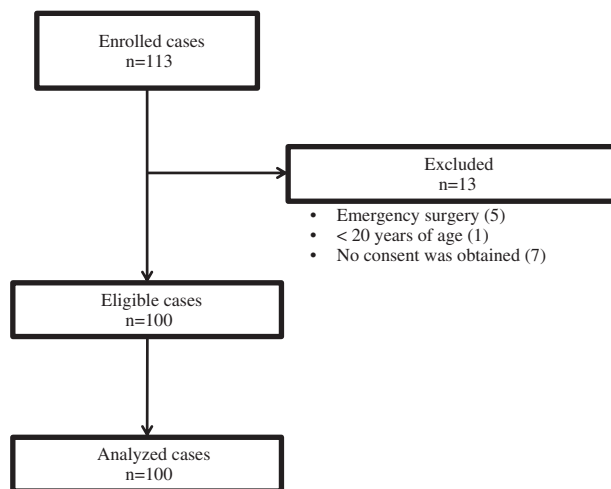 Enrolled cases
n=113
Excluded
n=13
• Emergency surgery (5)
• < 20 years of age (1)
• No consent was obtained (7)
Eligible cases
n=100
Analyzed cases
n=100